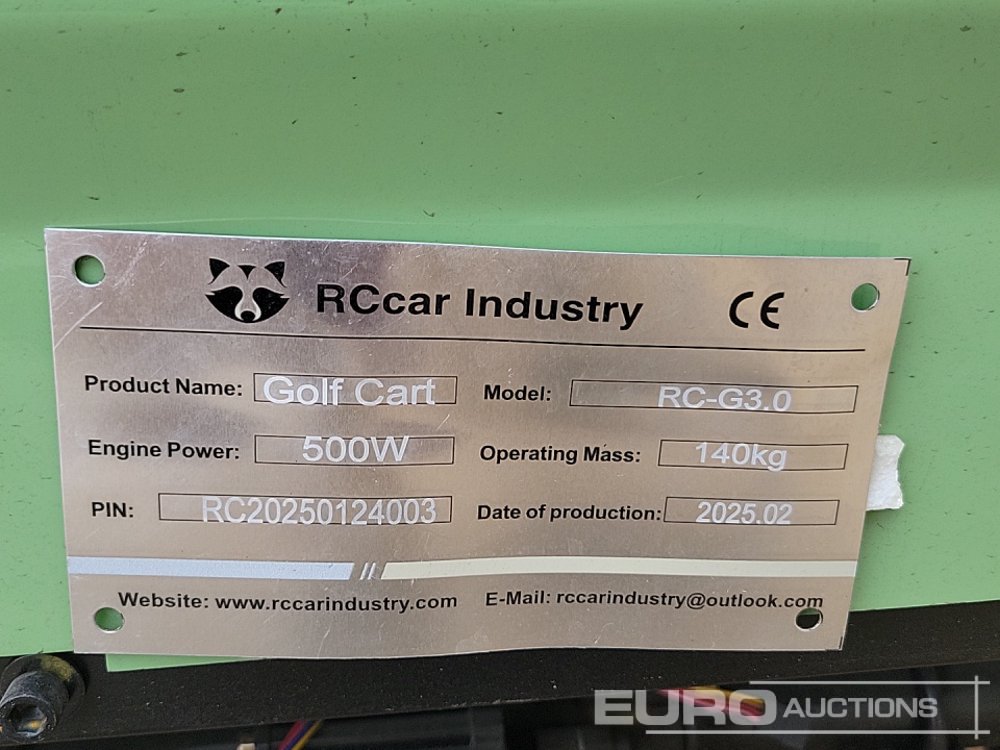 RCcar Industry CE
Product Name: Golf Cart Model: RC-G3.0
Engine Power: 500W Operating Mass: 140kg
PIN: RC20250124003 Date of production: 2025.02
Website: www.rccarindustry.com E-Mail: rccarindustry@outlook.com
EURO AUCTIONS